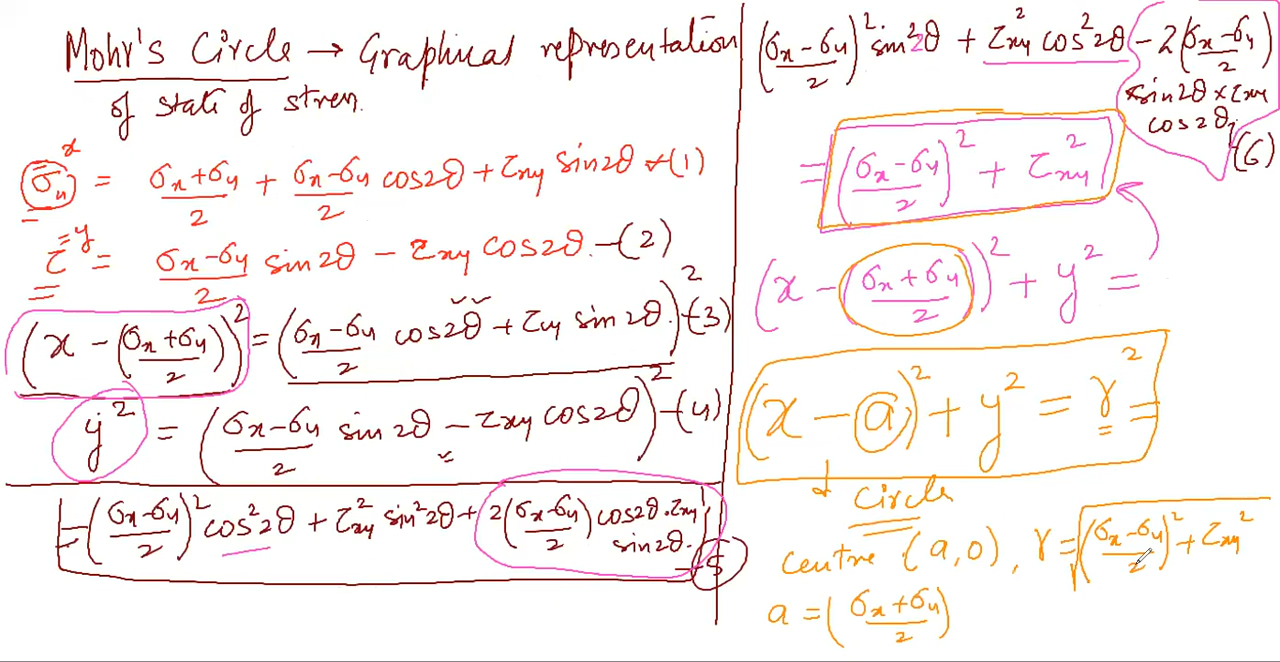 Mohr's Circle → Graphical representation
of state of stress.
x
σn = (σx+σy)/2 + (σx-σy)/2 cos2θ + τxy sin2θ → (1)
y
τ = (σx-σy)/2 sin2θ - τxy cos2θ. -(2)
(x - (σx+σy)/2)² = ((σx-σy)/2 cos2θ + τxy sin2θ.)² -(3)
y² = ((σx-σy)/2 sin2θ - τxy cos2θ)² -(4)
= ((σx-σy)/2)² cos²2θ + τ²xy sin²2θ + 2((σx-σy)/2) cos2θ.τxy
sin2θ. - 5
((σx-σy)/2)² sin²2θ + τ²xy cos²2θ - 2((σx-σy)/2)
sin2θ × τxy
cos2θ, -(6)
= ((σx-σy)/2)² + τxy²
(x - (σx+σy)/2)² + y² =
(x - a)² + y² = r² =
↓ Circle
centre (a,0), r = √(((σx-σy)/2)² + τxy²)
a = ((σx+σy)/2)